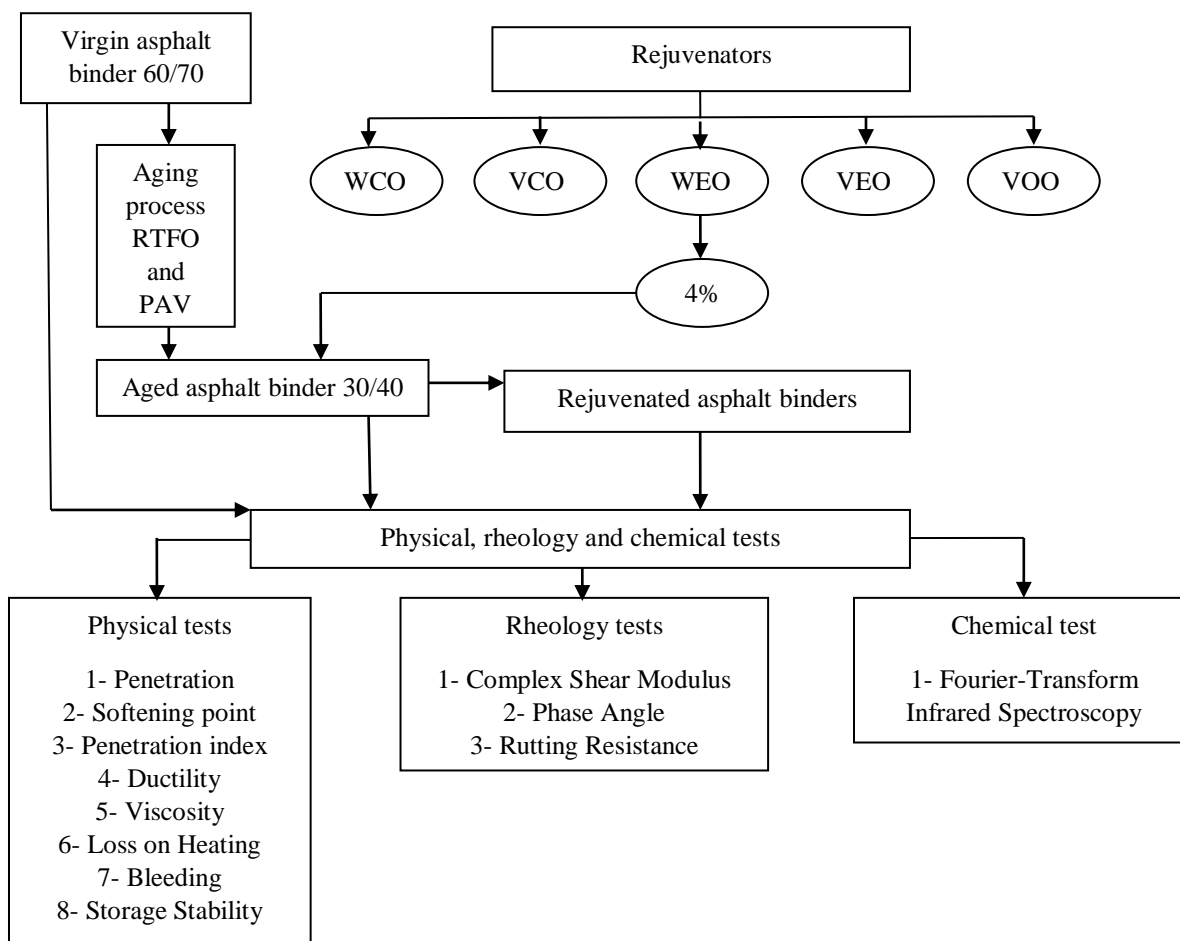 Virgin asphalt
binder 60/70
Rejuvenators
Aging
process
RTFO
and
PAV
WCO
VCO
WEO
VEO
VOO
4%
Aged asphalt binder 30/40
Rejuvenated asphalt binders
Physical, rheology and chemical tests
Physical tests
1- Penetration
2- Softening point
3- Penetration index
4- Ductility
5- Viscosity
6- Loss on Heating
7- Bleeding
8- Storage Stability
Rheology tests
1- Complex Shear Modulus
2- Phase Angle
3- Rutting Resistance
Chemical test
1- Fourier-Transform
Infrared Spectroscopy